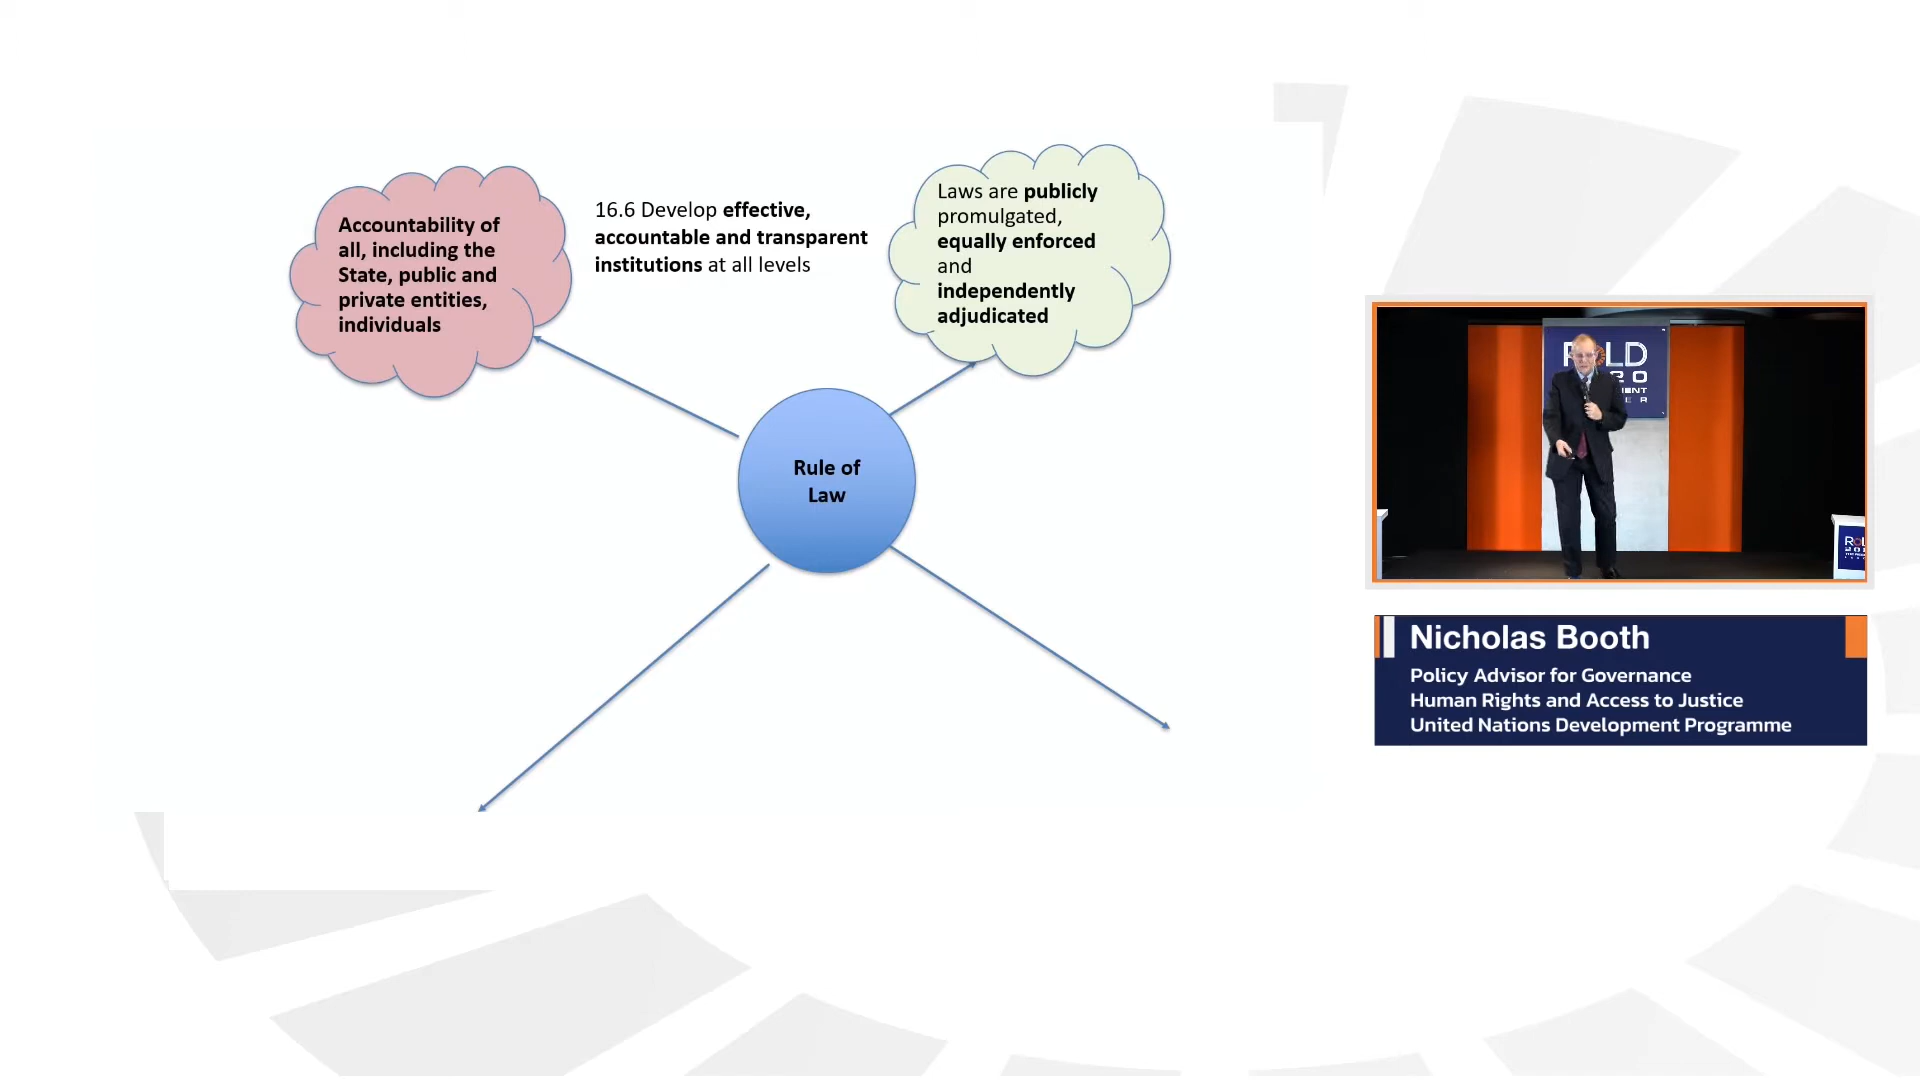 Accountability of
all, including the
State, public and
private entities,
individuals
16.6 Develop effective,
accountable and transparent
institutions at all levels
Laws are publicly
promulgated,
equally enforced
and
independently
adjudicated
Rule of
Law
Nicholas Booth
Policy Advisor for Governance
Human Rights and Access to Justice
United Nations Development Programme